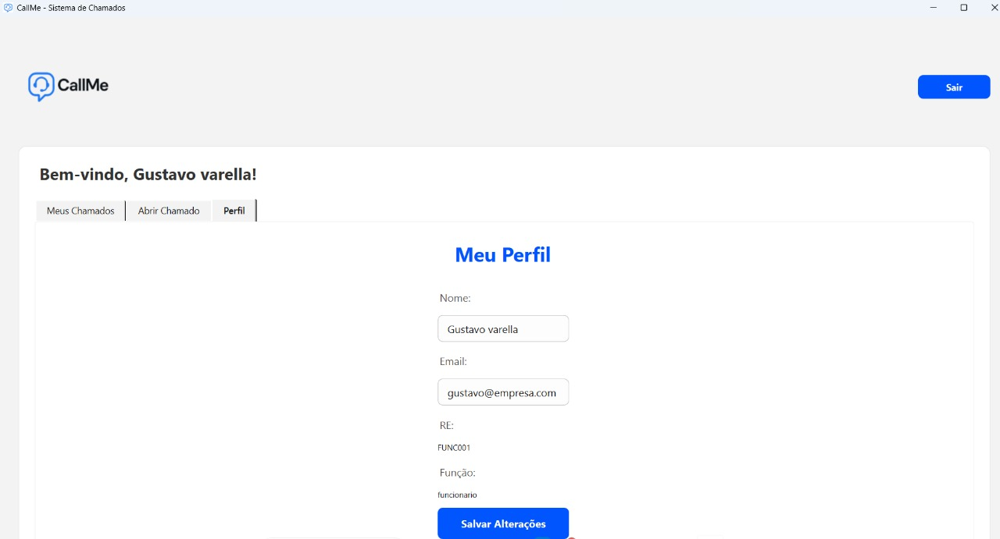 CallMe - Sistema de Chamados
CallMe
Sair
Bem-vindo, Gustavo varella!
Meus Chamados
Abrir Chamado
Perfil
Meu Perfil
Nome:
Gustavo varella
Email:
gustavo@empresa.com
RE:
FUNC001
Função:
funcionario
Salvar Alterações